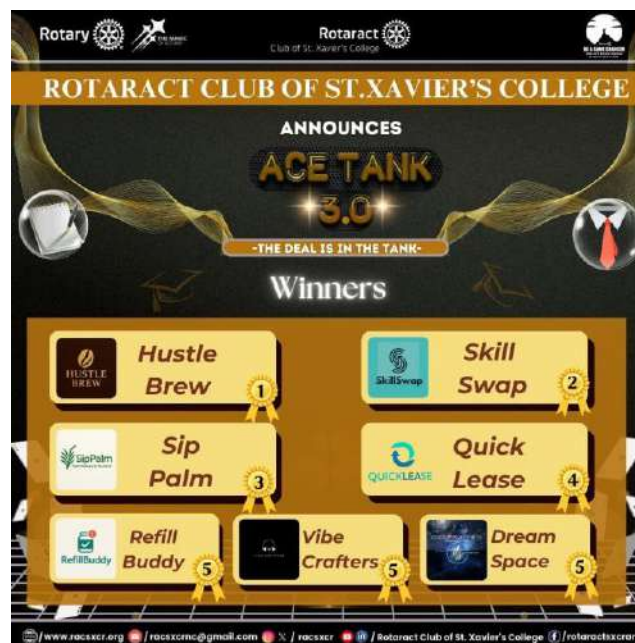 Rotary
Rotaract
Club of St. Xavier's College
ROTARACT CLUB OF ST.XAVIER'S COLLEGE
ANNOUNCES
ACE TANK
3.0
-THE DEAL IS IN THE TANK-
Winners
HUSTLE
BREW
Hustle
Brew
1
SkillSwap
Skill
Swap
2
SipPalm
Sip
Palm
3
QUICKLEASE
Quick
Lease
4
RefillBuddy
Refill
Buddy
5
Vibe
Crafters
5
Dream
Space
5
/www.racsxcr.org /racsxcrnc@gmail.com / racsxcr / Rotaract Club of St. Xavier's College /rotaractsxcrnc